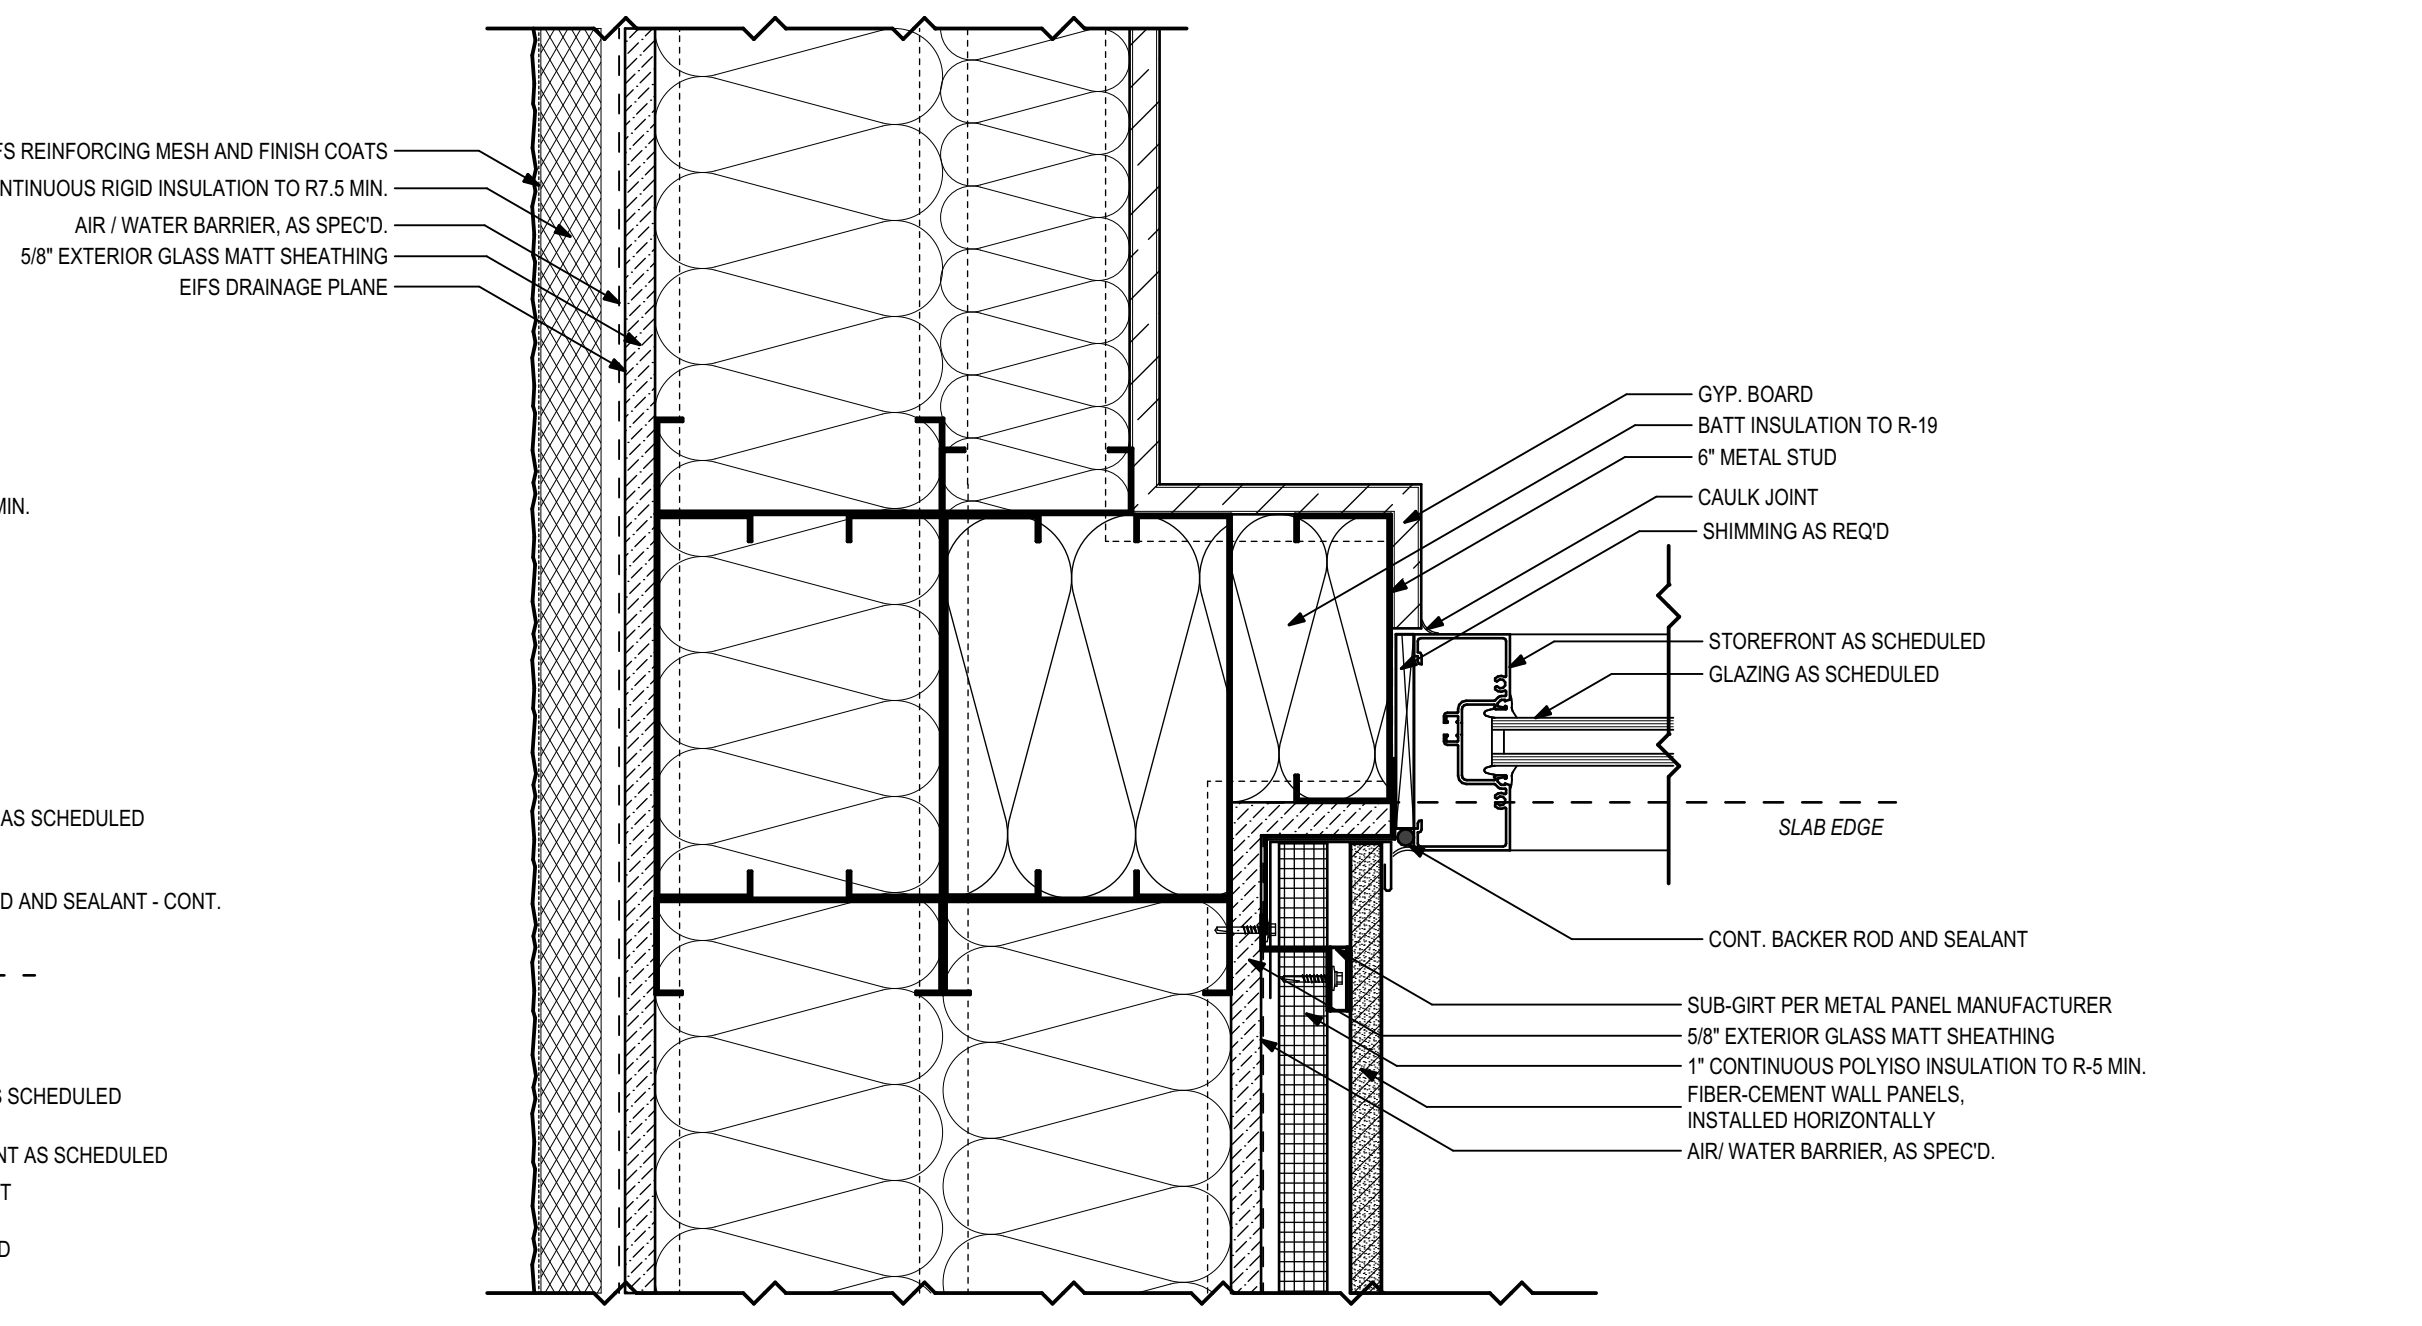 FS REINFORCING MESH AND FINISH COATS
NTINUOUS RIGID INSULATION TO R7.5 MIN.
AIR / WATER BARRIER, AS SPEC'D.
5/8" EXTERIOR GLASS MATT SHEATHING
EIFS DRAINAGE PLANE
MIN.
AS SCHEDULED
D AND SEALANT - CONT.
S SCHEDULED
NT AS SCHEDULED
T
D
GYP. BOARD
BATT INSULATION TO R-19
6" METAL STUD
CAULK JOINT
SHIMMING AS REQ'D
STOREFRONT AS SCHEDULED
GLAZING AS SCHEDULED
SLAB EDGE
CONT. BACKER ROD AND SEALANT
SUB-GIRT PER METAL PANEL MANUFACTURER
5/8" EXTERIOR GLASS MATT SHEATHING
1" CONTINUOUS POLYISO INSULATION TO R-5 MIN.
FIBER-CEMENT WALL PANELS,
INSTALLED HORIZONTALLY
AIR/ WATER BARRIER, AS SPEC'D.